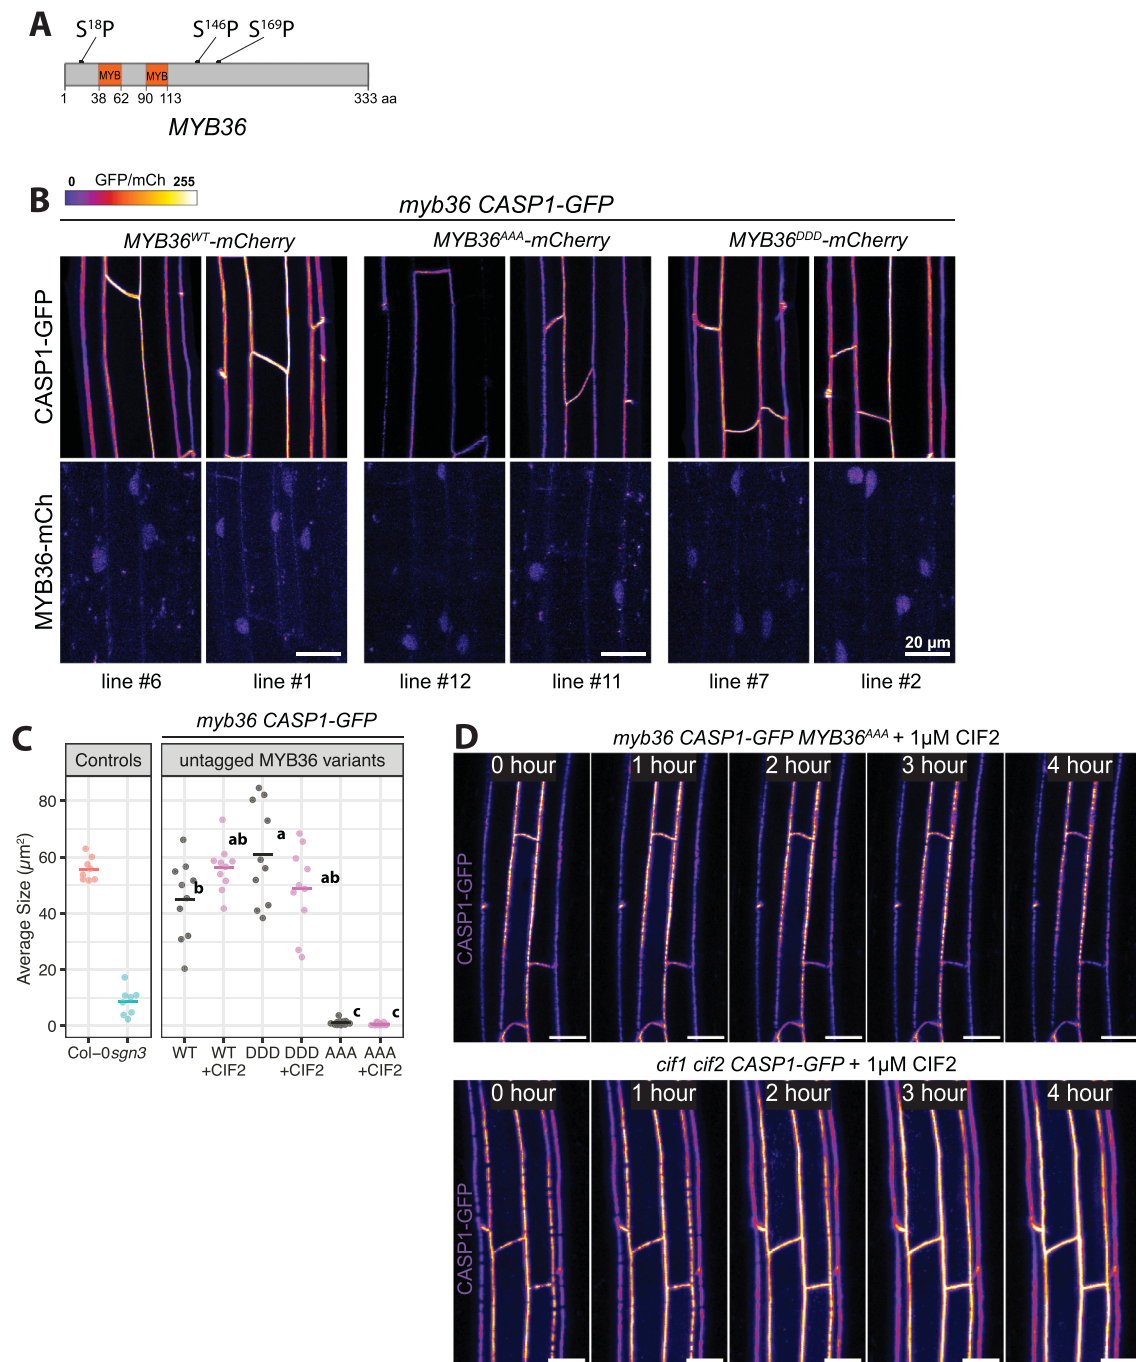 A
S18P S146P S169P
MYB MYB
1 38 62 90 113 333 aa
MYB36
B
0 GFP/mCh 255
myb36 CASP1-GFP
MYB36WT-mCherry MYB36AAA-mCherry MYB36DDD-mCherry
CASP1-GFP
MYB36-mCh
20 µm
line #6 line #1 line #12 line #11 line #7 line #2
C
myb36 CASP1-GFP
Controls untagged MYB36 variants
Average Size (µm²)
80
60
40
20
0
b ab a ab c c
Col–0 sgn3 WT WT DDD DDD AAA AAA
+CIF2 +CIF2 +CIF2
D
myb36 CASP1-GFP MYB36AAA + 1µM CIF2
0 hour 1 hour 2 hour 3 hour 4 hour
CASP1-GFP
cif1 cif2 CASP1-GFP + 1µM CIF2
0 hour 1 hour 2 hour 3 hour 4 hour
CASP1-GFP